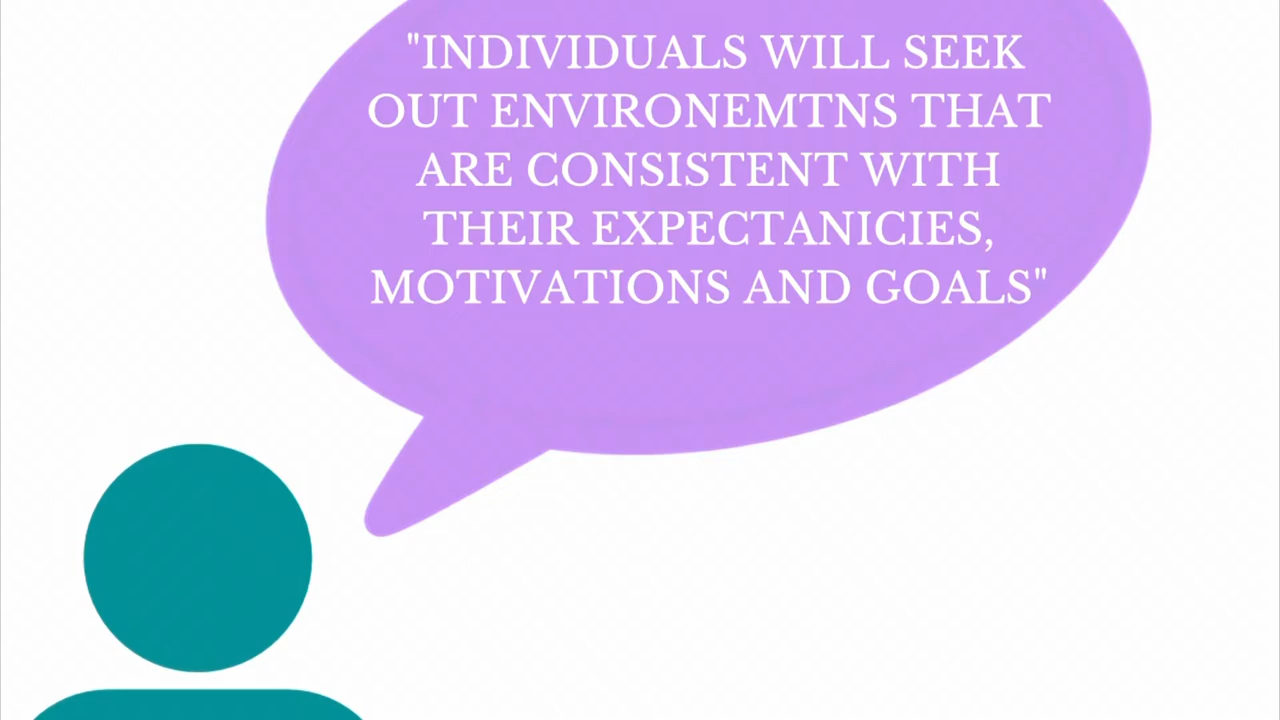 "INDIVIDUALS WILL SEEK
OUT ENVIRONEMTNS THAT
ARE CONSISTENT WITH
THEIR EXPECTANICIES,
MOTIVATIONS AND GOALS"